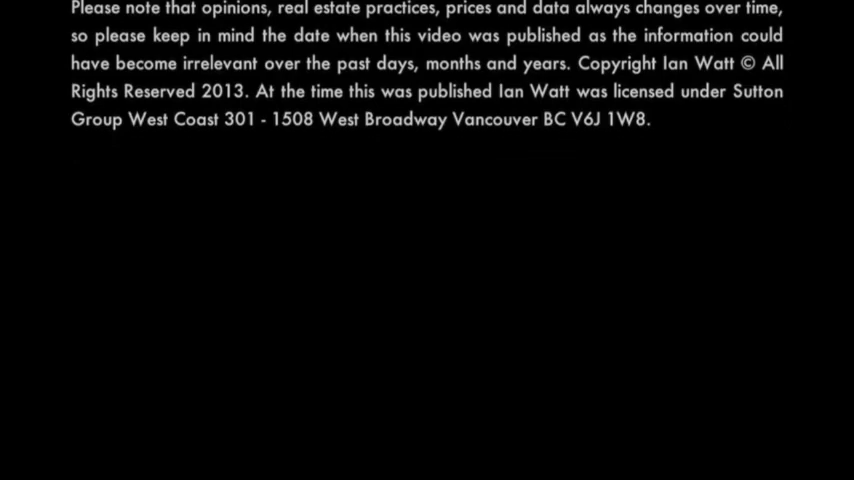 Please note that opinions, real estate practices, prices and data always changes over time,
so please keep in mind the date when this video was published as the information could
have become irrelevant over the past days, months and years. Copyright Ian Watt © All
Rights Reserved 2013. At the time this was published Ian Watt was licensed under Sutton
Group West Coast 301 - 1508 West Broadway Vancouver BC V6J 1W8.